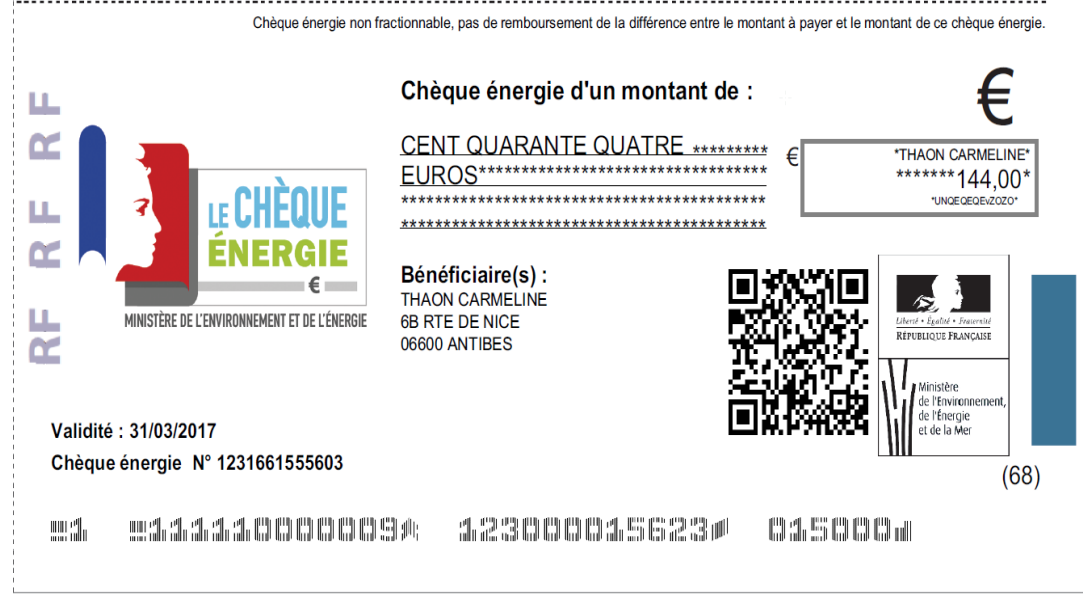 Chèque énergie non fractionnable, pas de remboursement de la différence entre le montant à payer et le montant de ce chèque énergie.
RF RF RF
LE CHÈQUE
ÉNERGIE
€
MINISTÈRE DE L'ENVIRONNEMENT ET DE L'ÉNERGIE
Chèque énergie d'un montant de :
€
CENT QUARANTE QUATRE *********
EUROS**********************************
*******************************************
*******************************************
€
*THAON CARMELINE*
*******144,00*
*UNQEQEQEvZOZO*
Bénéficiaire(s) :
THAON CARMELINE
6B RTE DE NICE
06600 ANTIBES
Liberté • Égalité • Fraternité
RÉPUBLIQUE FRANÇAISE
Ministère
de l'Environnement,
de l'Énergie
et de la Mer
Validité : 31/03/2017
Chèque énergie N° 1231661555603
(68)
1 111110000009 123000015623 015000